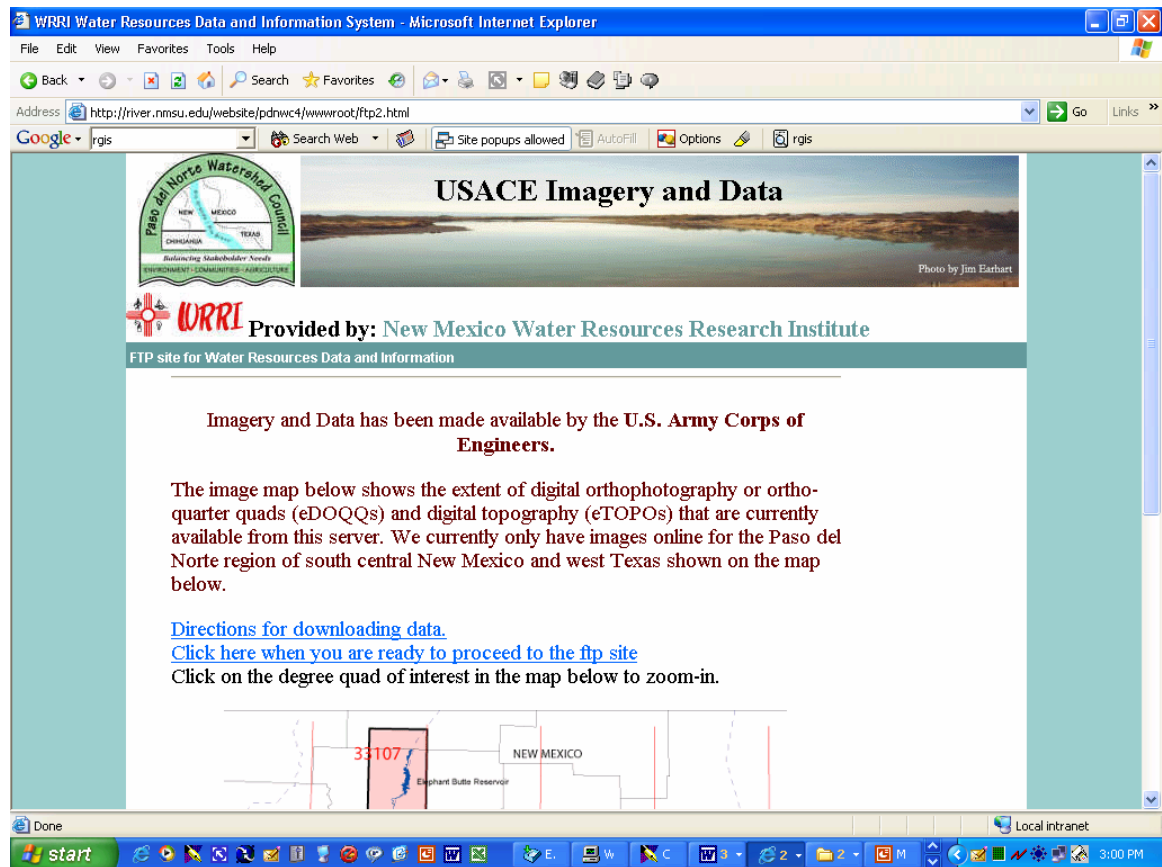 WRRI Water Resources Data and Information System - Microsoft Internet Explorer
File Edit View Favorites Tools Help
Back Search Favorites
Address http://river.nmsu.edu/website/pdnwc4/wwwroot/ftp2.html Go Links »
Google rgis Search Web Site popups allowed AutoFill Options rgis
Paso del Norte Watershed Council
NEW MEXICO
TEXAS
CHIHUAHUA
Balancing Stakeholder Needs
ENVIRONMENT - COMMUNITIES - AGRICULTURE
USACE Imagery and Data
Photo by Jim Earhart
WRRI Provided by: New Mexico Water Resources Research Institute
FTP site for Water Resources Data and Information
Imagery and Data has been made available by the U.S. Army Corps of
Engineers.
The image map below shows the extent of digital orthophotography or ortho-
quarter quads (eDOQQs) and digital topography (eTOPOs) that are currently
available from this server. We currently only have images online for the Paso del
Norte region of south central New Mexico and west Texas shown on the map
below.
Directions for downloading data.
Click here when you are ready to proceed to the ftp site
Click on the degree quad of interest in the map below to zoom-in.
33107 NEW MEXICO
Elephant Butte Reservoir
Done Local intranet
start E. W C 3 2 2 M 3:00 PM